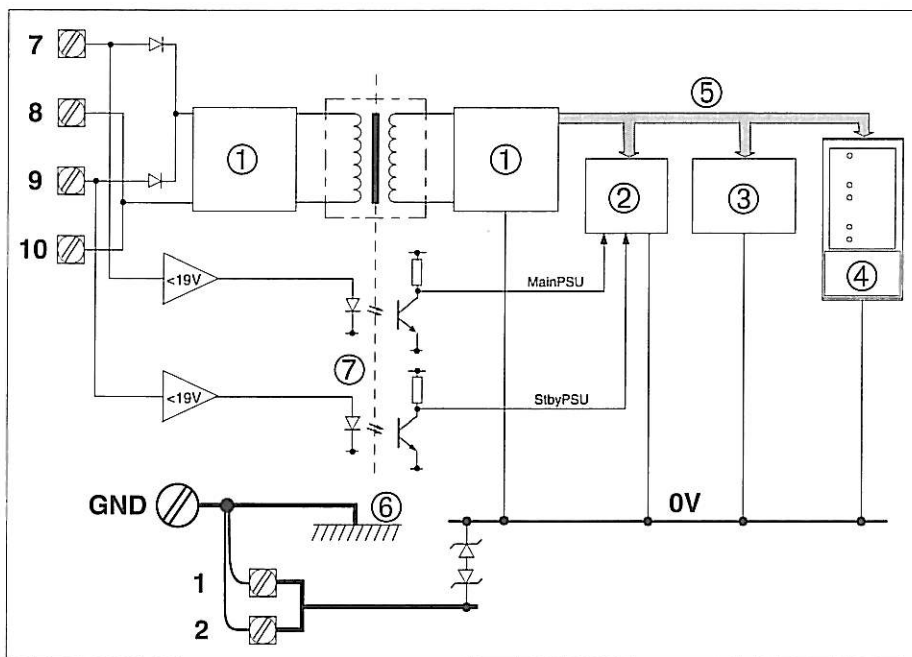 7
8
9
10
①
①
⑤
②
③
④
<19V
MainPSU
⑦
<19V
StbyPSU
GND
⑥
0V
1
2